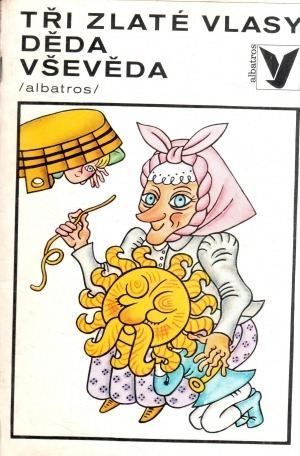 TŘI ZLATÉ VLASY
DĚDA
VŠEVĚDA
/albatros/
albatros